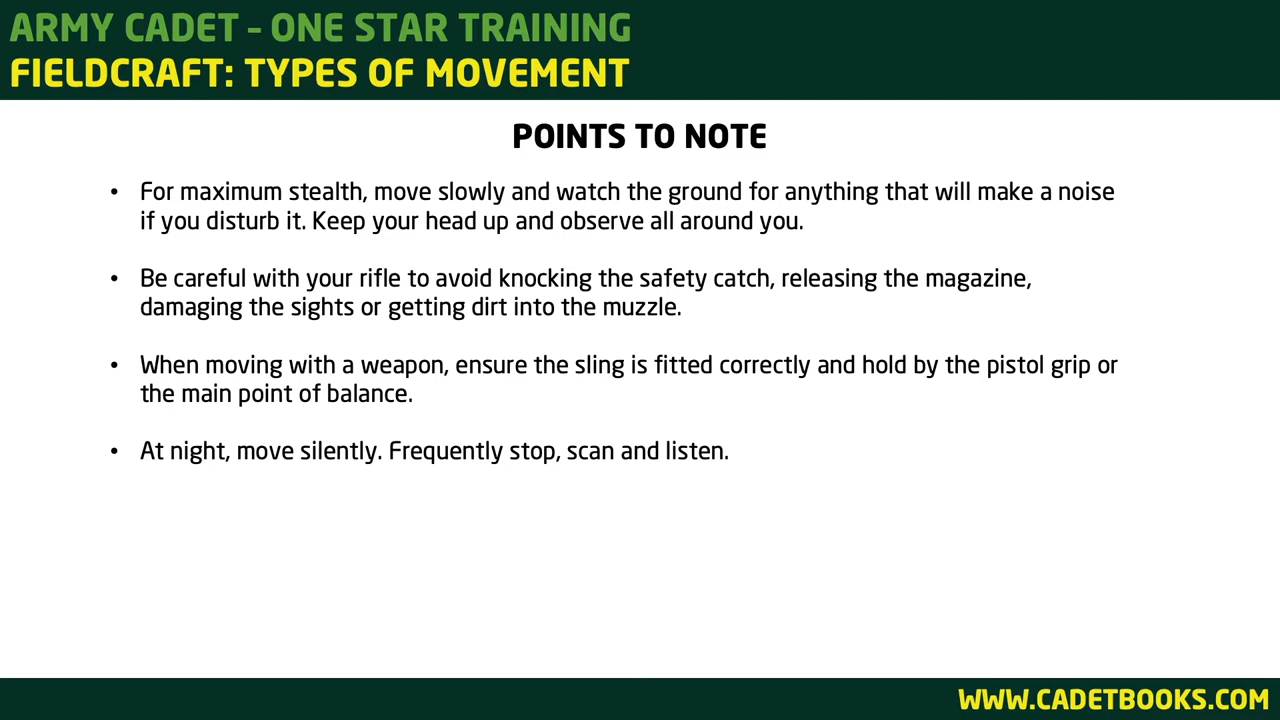 ARMY CADET – ONE STAR TRAINING
FIELDCRAFT: TYPES OF MOVEMENT
POINTS TO NOTE
• For maximum stealth, move slowly and watch the ground for anything that will make a noise
if you disturb it. Keep your head up and observe all around you.
• Be careful with your rifle to avoid knocking the safety catch, releasing the magazine,
damaging the sights or getting dirt into the muzzle.
• When moving with a weapon, ensure the sling is fitted correctly and hold by the pistol grip or
the main point of balance.
• At night, move silently. Frequently stop, scan and listen.
WWW.CADETBOOKS.COM